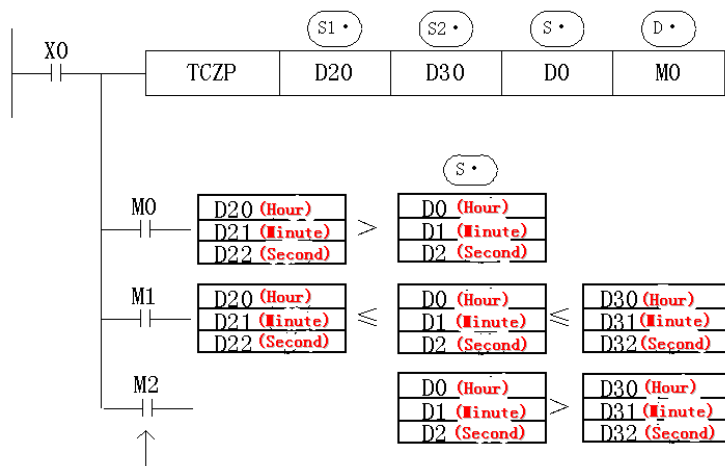 S1· S2· S· D·
X0
TCZP D20 D30 D0 M0
S·
M0
D20 (Hour) D0 (Hour)
D21 (Minute) > D1 (Minute)
D22 (Second) D2 (Second)
M1
D20 (Hour) D0 (Hour) D30 (Hour)
D21 (Minute) ≤ D1 (Minute) ≤ D31 (Minute)
D22 (Second) D2 (Second) D32 (Second)
M2
D0 (Hour) D30 (Hour)
D1 (Minute) > D31 (Minute)
D2 (Second) D32 (Second)